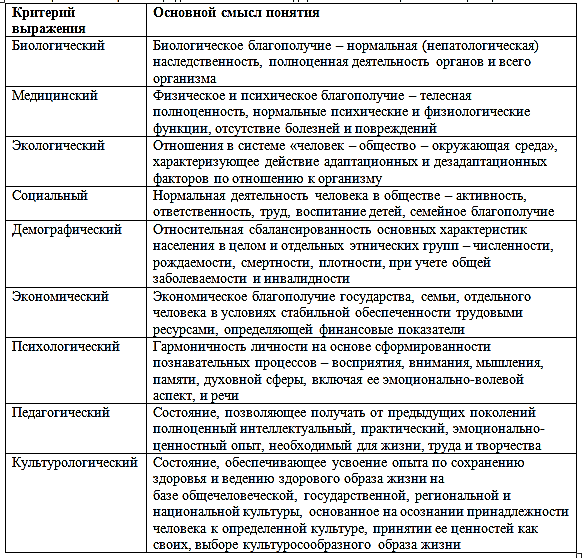 Критерий
выражения
Основной смысл понятия
Биологический
Биологическое благополучие – нормальная (непатологическая)
наследственность, полноценная деятельность органов и всего
организма
Медицинский
Физическое и психическое благополучие – телесная
полноценность, нормальные психические и физиологические
функции, отсутствие болезней и повреждений
Экологический
Отношения в системе «человек – общество – окружающая среда»,
характеризующее действие адаптационных и дезадаптационных
факторов по отношению к организму
Социальный
Нормальная деятельность человека в обществе – активность,
ответственность, труд, воспитание детей, семейное благополучие
Демографический
Относительная сбалансированность основных характеристик
населения в целом и отдельных этнических групп – численности,
рождаемости, смертности, плотности, при учете общей
заболеваемости и инвалидности
Экономический
Экономическое благополучие государства, семьи, отдельного
человека в условиях стабильной обеспеченности трудовыми
ресурсами, определяющей финансовые показатели
Психологический
Гармоничность личности на основе сформированности
познавательных процессов – восприятия, внимания, мышления,
памяти, духовной сферы, включая ее эмоционально-волевой
аспект, и речи
Педагогический
Состояние, позволяющее получать от предыдущих поколений
полноценный интеллектуальный, практический, эмоционально-
ценностный опыт, необходимый для жизни, труда и творчества
Культурологический
Состояние, обеспечивающее усвоение опыта по сохранению
здоровья и ведению здорового образа жизни на
базе общечеловеческой, государственной, региональной и
национальной культуры, основанное на осознании принадлежности
человека к определенной культуре, принятии ее ценностей как
своих, выборе культуросообразного образа жизни